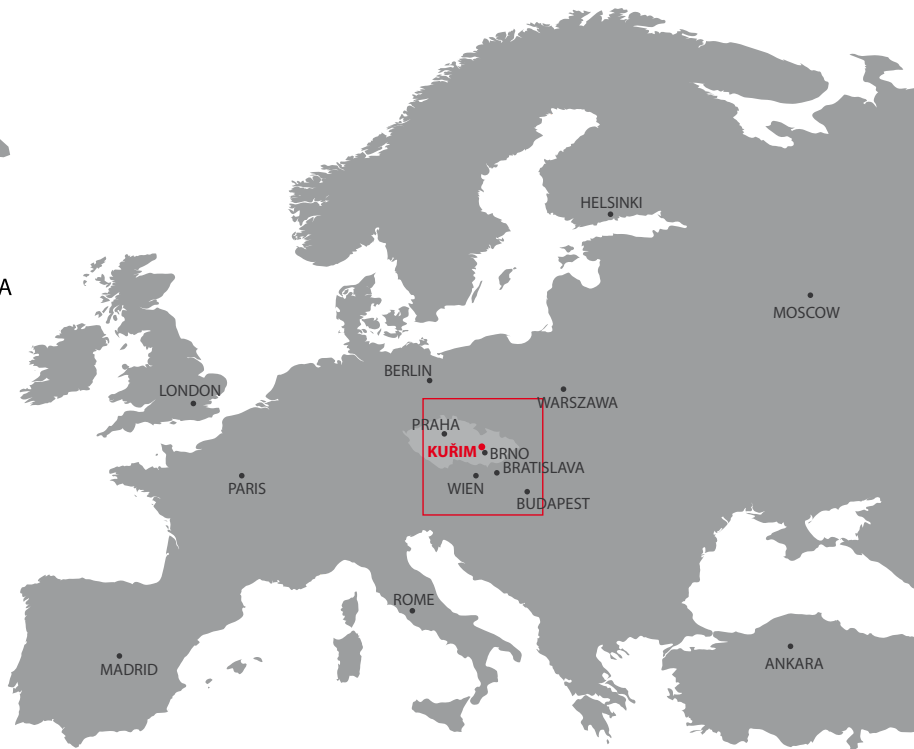 HELSINKI
A
MOSCOW
BERLIN
LONDON
WARSZAWA
PRAHA
KUŘIM
BRNO
BRATISLAVA
PARIS
WIEN
BUDAPEST
ROME
MADRID
ANKARA